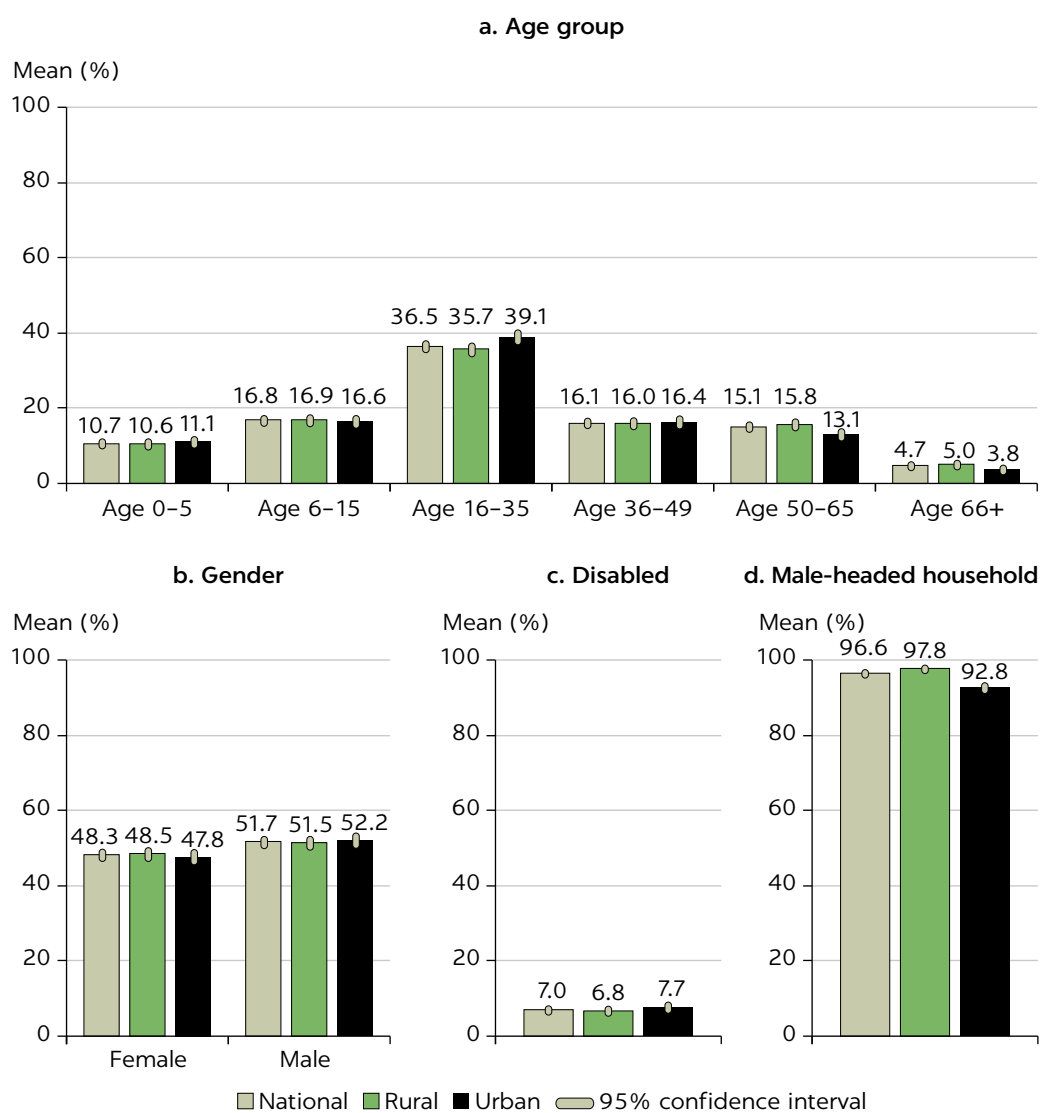 a. Age group
Mean (%)
100
80
60
40
20
0
36.5 35.7 39.1
16.8 16.9 16.6
16.1 16.0 16.4
15.1 15.8
13.1
10.7 10.6 11.1
4.7 5.0 3.8
Age 0–5 Age 6–15 Age 16–35 Age 36–49 Age 50–65 Age 66+
b. Gender
Mean (%)
100
80
60
40
20
0
48.3 48.5 47.8
51.7 51.5 52.2
Female Male
c. Disabled
Mean (%)
100
80
60
40
20
0
7.0 6.8 7.7
d. Male-headed household
Mean (%)
100
80
60
40
20
0
96.6 97.8 92.8
National Rural Urban 95% confidence interval